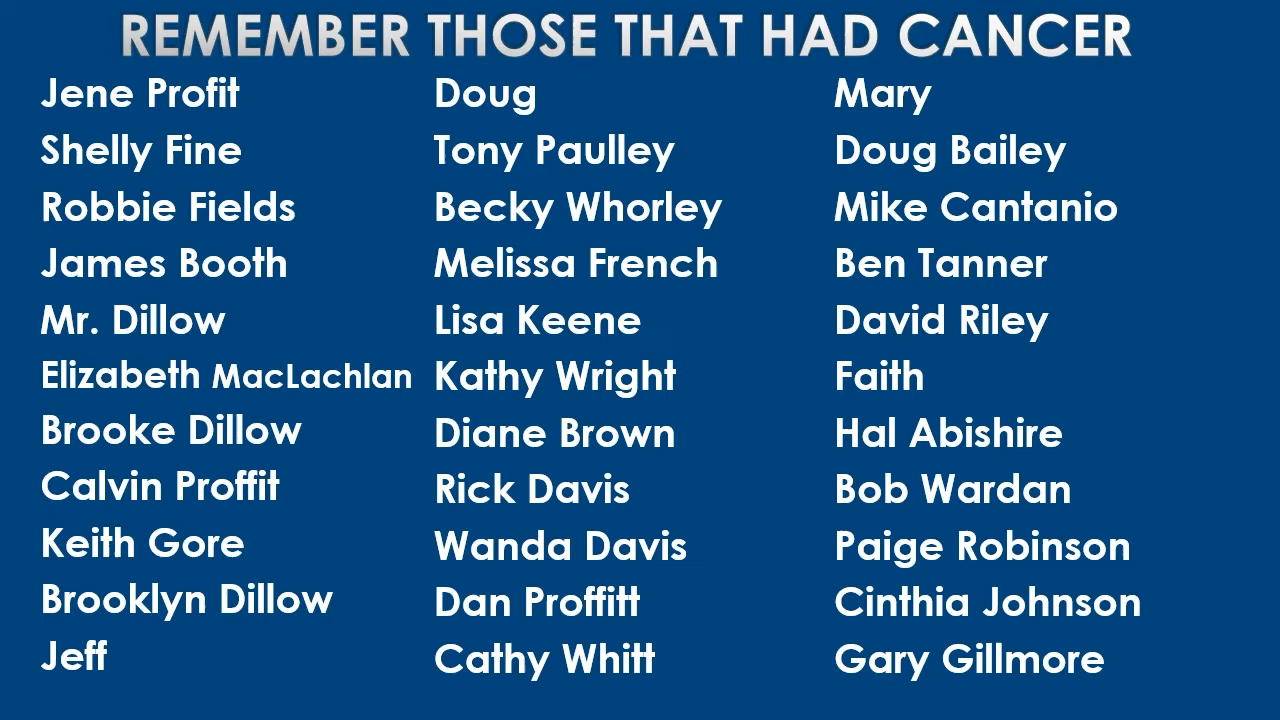 REMEMBER THOSE THAT HAD CANCER
Jene Profit
Shelly Fine
Robbie Fields
James Booth
Mr. Dillow
Elizabeth MacLachlan
Brooke Dillow
Calvin Proffit
Keith Gore
Brooklyn Dillow
Jeff
Doug
Tony Paulley
Becky Whorley
Melissa French
Lisa Keene
Kathy Wright
Diane Brown
Rick Davis
Wanda Davis
Dan Proffitt
Cathy Whitt
Mary
Doug Bailey
Mike Cantanio
Ben Tanner
David Riley
Faith
Hal Abishire
Bob Wardan
Paige Robinson
Cinthia Johnson
Gary Gillmore